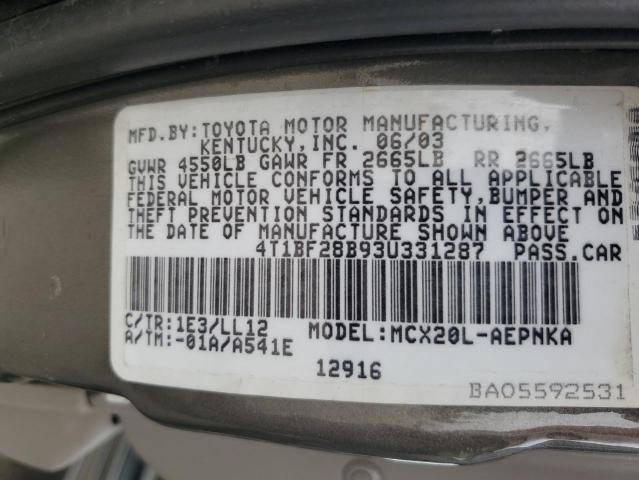 MFD.BY:TOYOTA MOTOR MANUFACTURING,
KENTUCKY,INC. 06/03
GVWR 4550LB GAWR FR 2665LB RR 2665LB
THIS VEHICLE CONFORMS TO ALL APPLICABLE
FEDERAL MOTOR VEHICLE SAFETY,BUMPER AND
THEFT PREVENTION STANDARDS IN EFFECT ON
THE DATE OF MANUFACTURE SHOWN ABOVE
4T1BF28B93U331287 PASS.CAR
C/TR:1E3/LL12 MODEL:MCX20L-AEPNKA
A/TM:-01A/A541E
12916
BA05592531